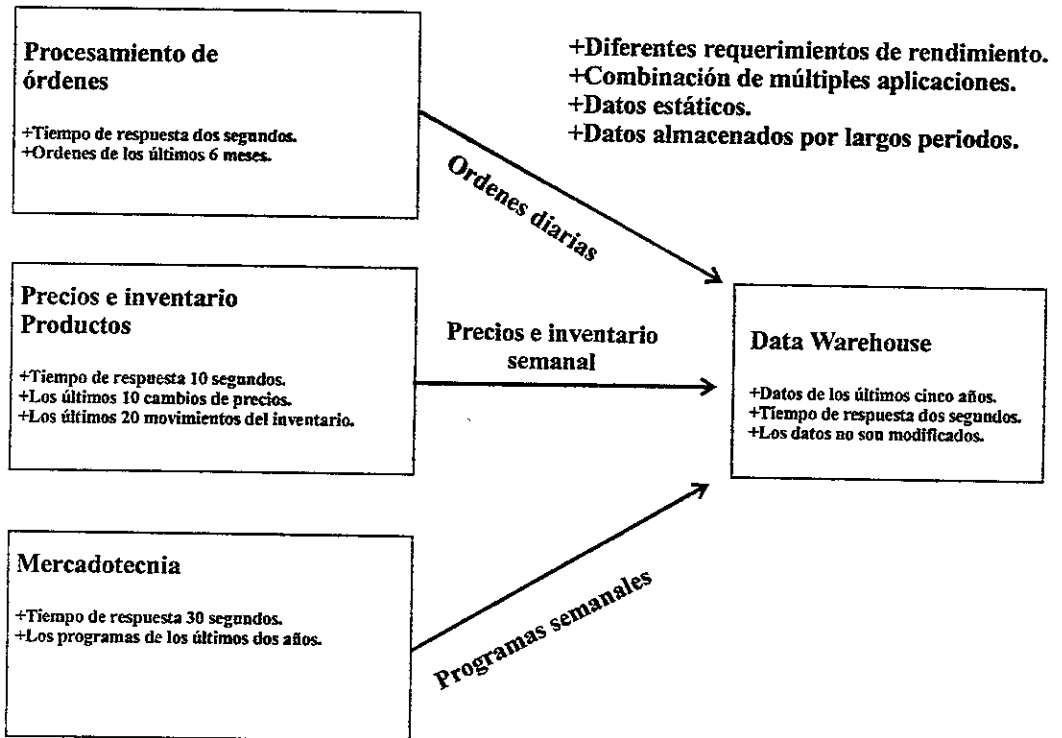 Procesamiento de
órdenes
+Tiempo de respuesta dos segundos.
+Ordenes de los últimos 6 meses.
+Diferentes requerimientos de rendimiento.
+Combinación de múltiples aplicaciones.
+Datos estáticos.
+Datos almacenados por largos periodos.
Ordenes diarias
Precios e inventario
Productos
+Tiempo de respuesta 10 segundos.
+Los últimos 10 cambios de precios.
+Los últimos 20 movimientos del inventario.
Precios e inventario
semanal
Data Warehouse
+Datos de los últimos cinco años.
+Tiempo de respuesta dos segundos.
+Los datos no son modificados.
Mercadotecnia
+Tiempo de respuesta 30 segundos.
+Los programas de los últimos dos años.
Programas semanales